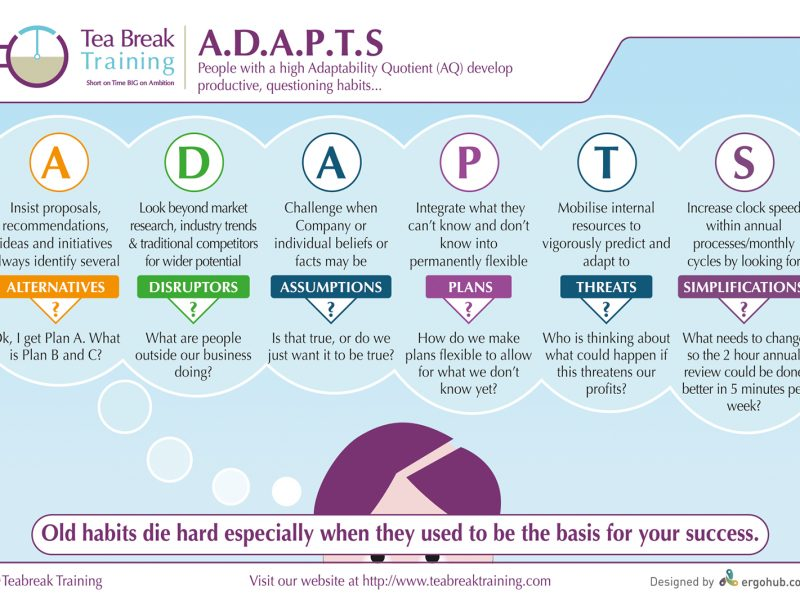 Tea Break
Training
Short on Time BIG on Ambition
A.D.A.P.T.S
People with a high Adaptability Quotient (AQ) develop
productive, questioning habits...
A
Insist proposals,
recommendations,
ideas and initiatives
always identify several
ALTERNATIVES
?
Ok, I get Plan A. What
is Plan B and C?
D
Look beyond market
research, industry trends
& traditional competitors
for wider potential
DISRUPTORS
?
What are people
outside our business
doing?
A
Challenge when
Company or
individual beliefs or
facts may be
ASSUMPTIONS
?
Is that true, or do we
just want it to be true?
P
Integrate what they
can't know and don't
know into
permanently flexible
PLANS
?
How do we make
plans flexible to allow
for what we don't
know yet?
T
Mobilise internal
resources to
vigorously predict and
adapt to
THREATS
?
Who is thinking about
what could happen if
this threatens our
profits?
S
Increase clock speed
within annual
processes/monthly
cycles by looking for
SIMPLIFICATIONS
?
What needs to change
so the 2 hour annual
review could be done
better in 5 minutes per
week?
Old habits die hard especially when they used to be the basis for your success.
Teabreak Training
Visit our website at http://www.teabreaktraining.com
Designed by ergohub.co